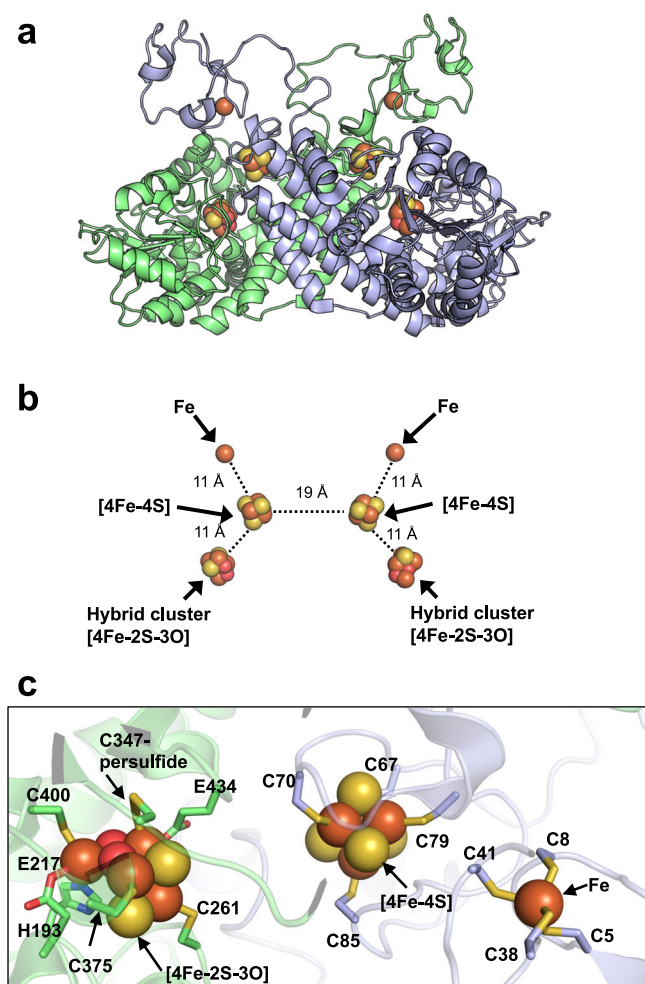 a
b
Fe
Fe
11 Å
11 Å
19 Å
[4Fe-4S]
[4Fe-4S]
11 Å
11 Å
Hybrid cluster
[4Fe-2S-3O]
Hybrid cluster
[4Fe-2S-3O]
c
C347-
persulfide
C400
E434
E217
H193
C375
C261
[4Fe-2S-3O]
C70
C67
C79
C85
[4Fe-4S]
C41
C8
Fe
C38
C5